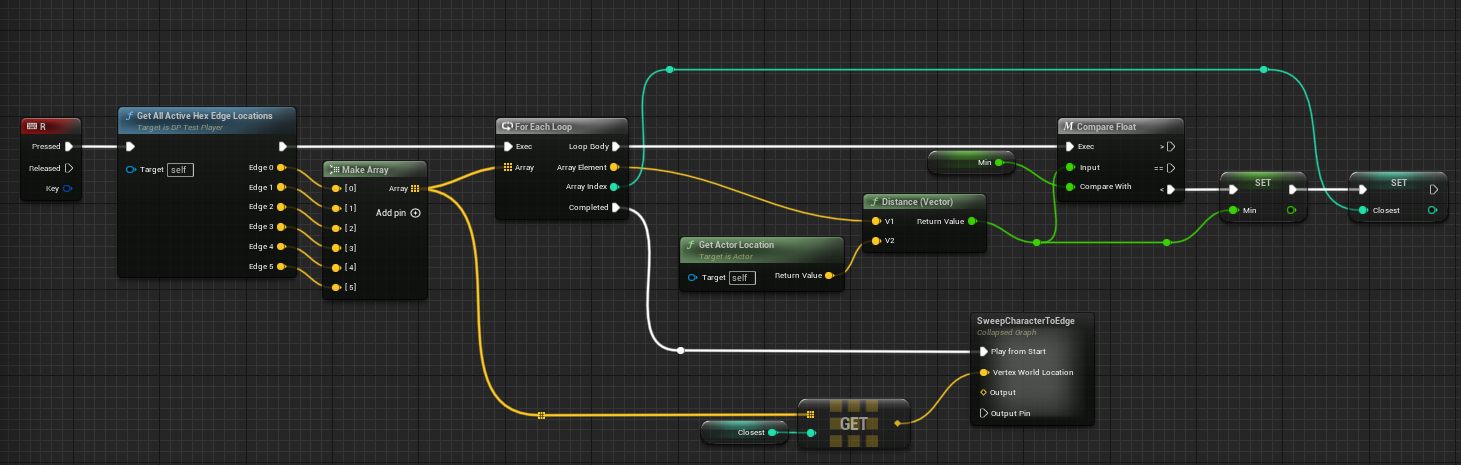 R
Pressed
Released
Key
Get All Active Hex Edge Locations
Target is BP Test Player
Target self
Edge 0
Edge 1
Edge 2
Edge 3
Edge 4
Edge 5
Make Array
[0] Array
[1] Add pin
[2]
[3]
[4]
[5]
For Each Loop
Exec Loop Body
Array Array Element
Array Index
Completed
Get Actor Location
Target is Actor
Target self Return Value
Distance (Vector)
V1 Return Value
V2
Min
Compare Float
Exec >
Input ==
Compare With <
SET
Min
SET
Closest
SweepCharacterToEdge
Collapsed Graph
Play from Start
Vertex World Location
Output
Output Pin
Closest
GET